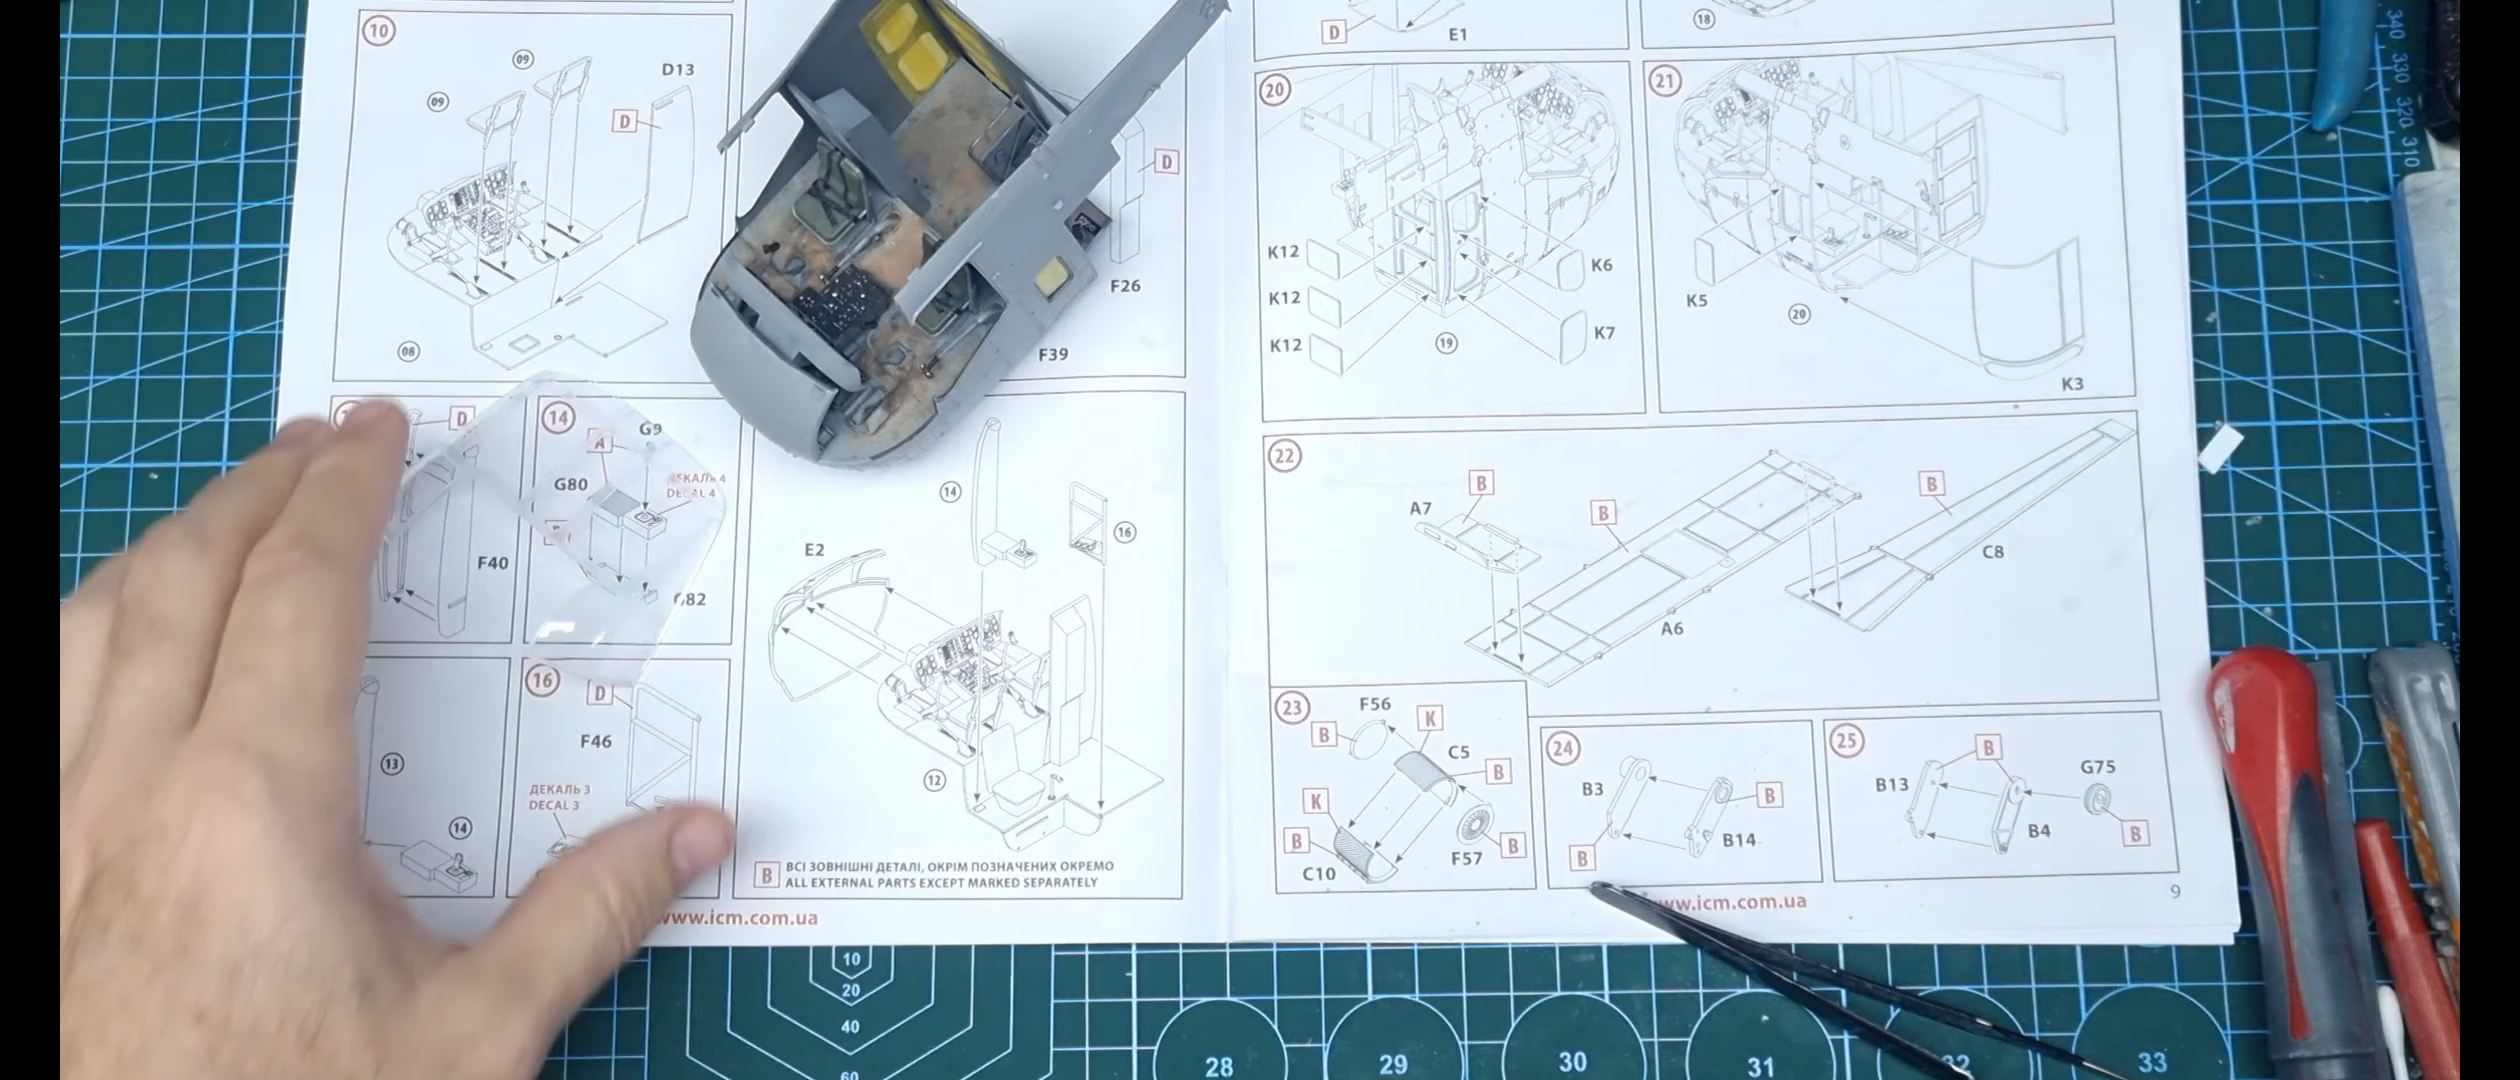 10
09
D13
09
D
08
D
F26
F39
D
F40
14
G9
A
G80
ДЕКАЛЬ 4
DECAL 4
G82
13
14
16
D
F46
ДЕКАЛЬ 3
DECAL 3
14
16
E2
12
B
ВСІ ЗОВНІШНІ ДЕТАЛІ, ОКРІМ ПОЗНАЧЕНИХ ОКРЕМО
ALL EXTERNAL PARTS EXCEPT MARKED SEPARATELY
www.icm.com.ua
D
E1
18
20
K12
K12
K12
K6
K7
19
21
K5
20
K3
22
A7
B
B
A6
B
C8
23
F56
B
K
C5
B
K
B
C10
F57
B
24
B3
B
B14
B
25
B13
B
G75
B4
B
www.icm.com.ua
9
340
330
320
310
10
20
40
60
28
29
30
31
32
33